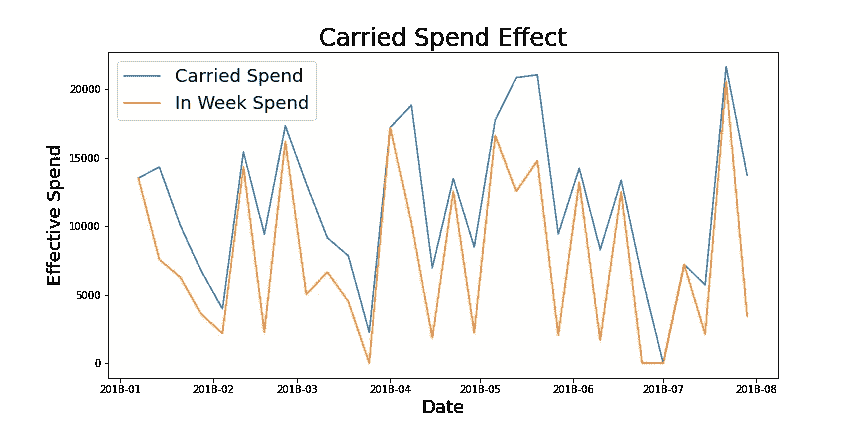 Carried Spend Effect
Carried Spend
In Week Spend
Effective Spend
20000
15000
10000
5000
0
2018-01 2018-02 2018-03 2018-04 2018-05 2018-06 2018-07 2018-08
Date